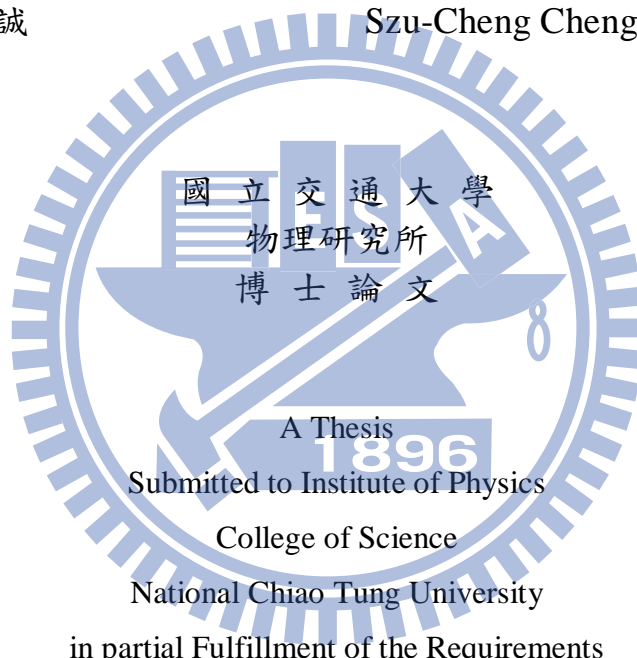 誠 Szu-Cheng Cheng
國 立 交 通 大 學
物理研究所
博 士 論 文
A Thesis
1896
Submitted to Institute of Physics
College of Science
National Chiao Tung University
in partial Fulfillment of the Requirements